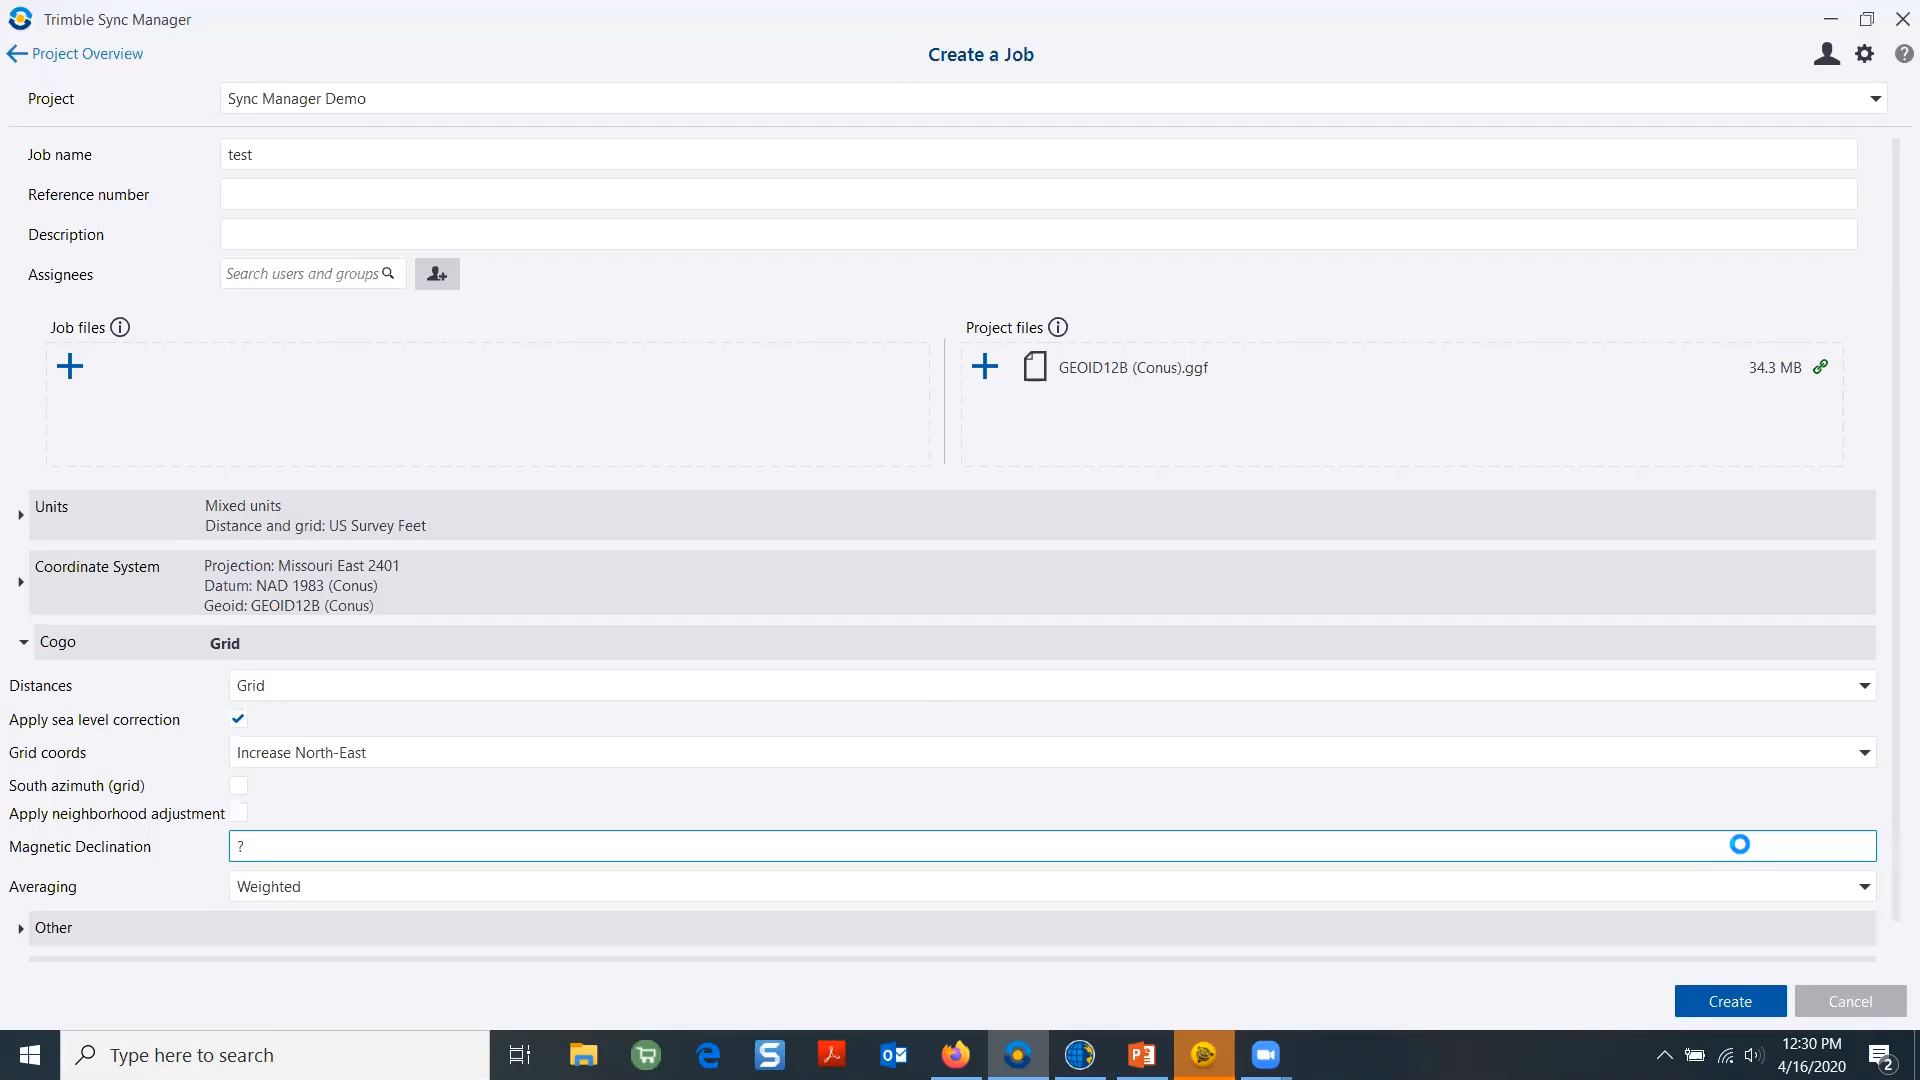 Trimble Sync Manager
Project Overview
Create a Job
?
Project
Sync Manager Demo
Job name
test
Reference number
Description
Assignees
Search users and groups
Job files
Project files
GEOID12B (Conus).ggf
34.3 MB
Units
Mixed units
Distance and grid: US Survey Feet
Coordinate System
Projection: Missouri East 2401
Datum: NAD 1983 (Conus)
Geoid: GEOID12B (Conus)
Cogo
Grid
Distances
Grid
Apply sea level correction
Grid coords
Increase North-East
South azimuth (grid)
Apply neighborhood adjustment
Magnetic Declination
?
Averaging
Weighted
Other
Create
Cancel
Type here to search
12:30 PM
4/16/2020
2